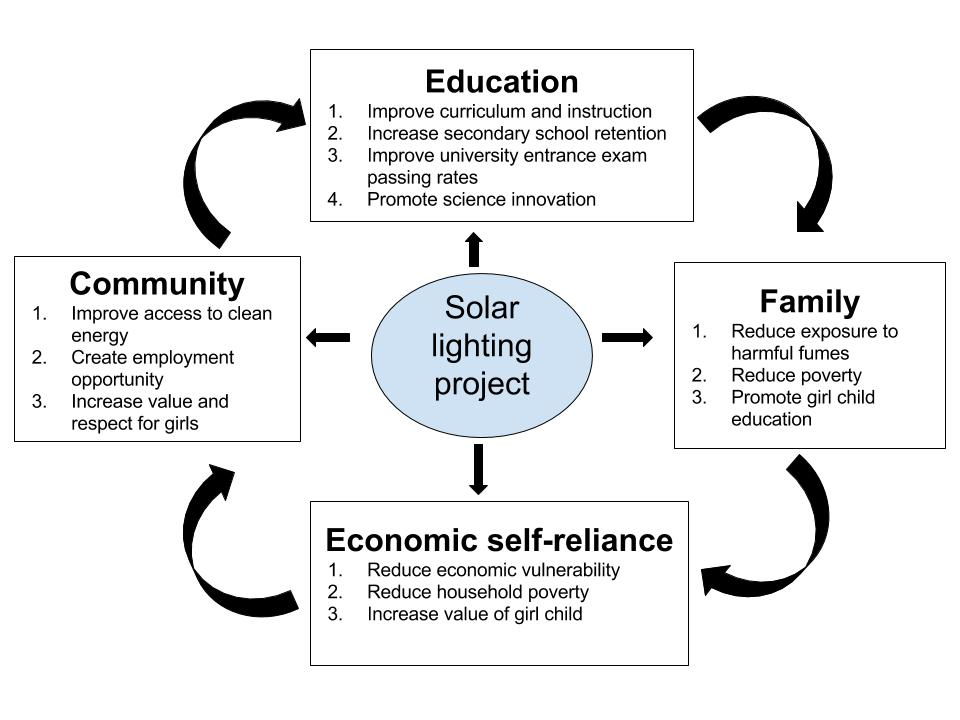 Education
1. Improve curriculum and instruction
2. Increase secondary school retention
3. Improve university entrance exam
passing rates
4. Promote science innovation
Community
1. Improve access to clean
energy
2. Create employment
opportunity
3. Increase value and
respect for girls
Solar
lighting
project
Family
1. Reduce exposure to
harmful fumes
2. Reduce poverty
3. Promote girl child
education
Economic self-reliance
1. Reduce economic vulnerability
2. Reduce household poverty
3. Increase value of girl child